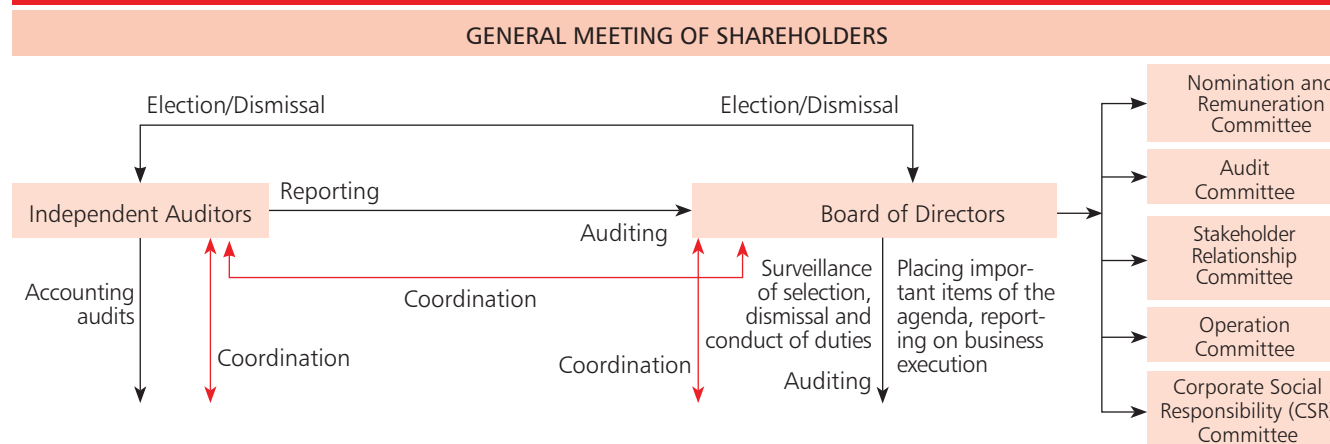 GENERAL MEETING OF SHAREHOLDERS
Election/Dismissal
Election/Dismissal
Independent Auditors
Reporting
Auditing
Board of Directors
Accounting
audits
Coordination
Coordination
Coordination
Surveillance
of selection,
dismissal and
conduct of duties
Auditing
Placing impor-
tant items of the
agenda, report-
ing on business
execution
Nomination and
Remuneration
Committee
Audit
Committee
Stakeholder
Relationship
Committee
Operation
Committee
Corporate Social
Responsibility (CSR)
Committee